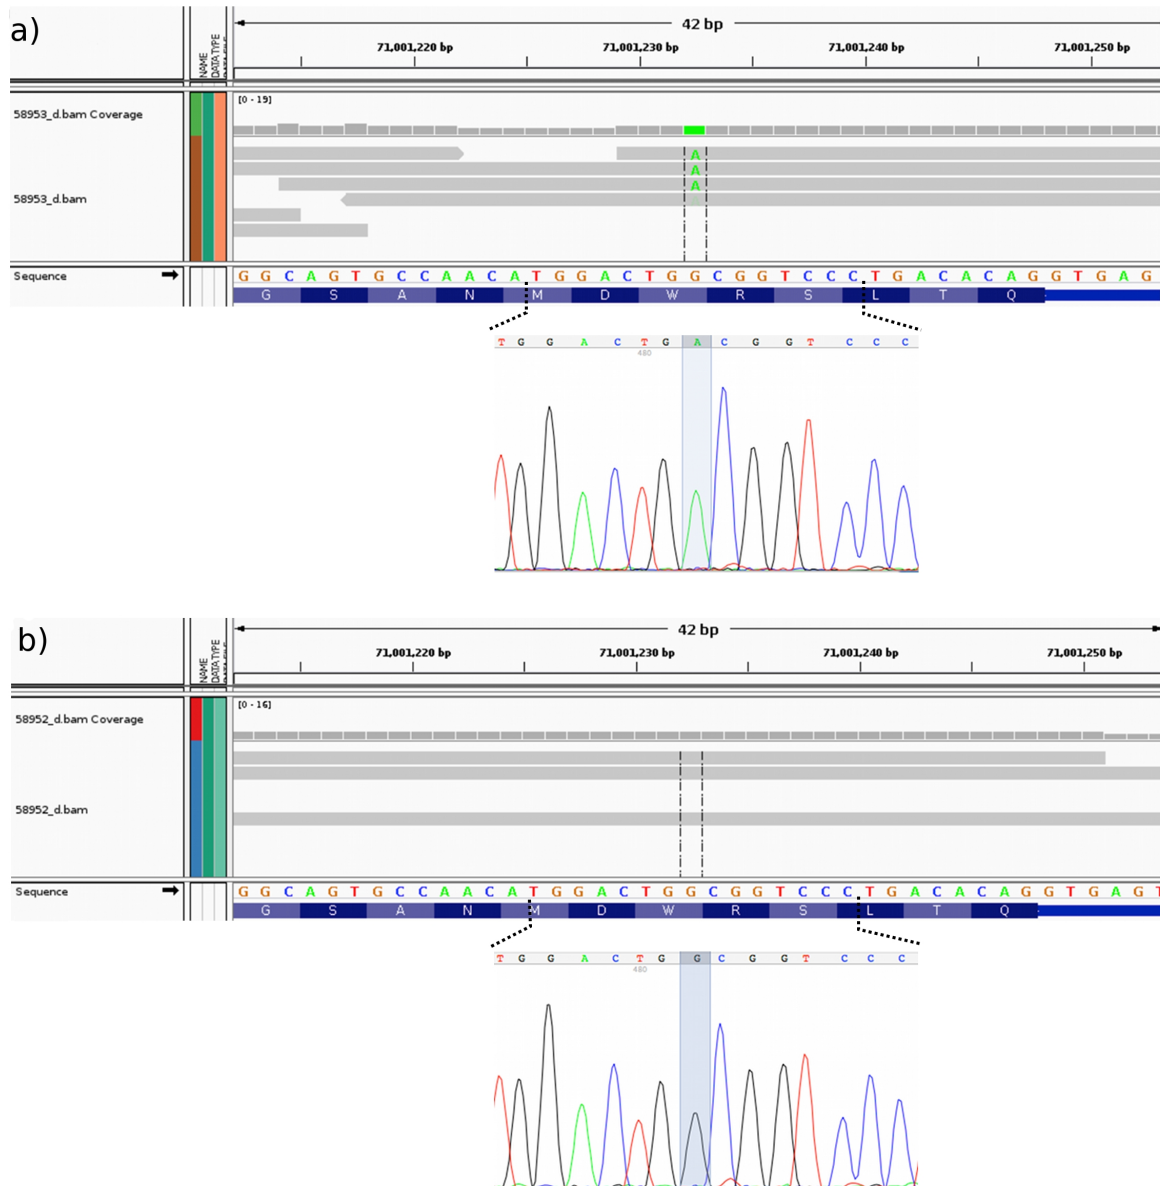 a)
42 bp
71,001,220 bp 71,001,230 bp 71,001,240 bp 71,001,250 bp
NAME
DATA TYPE
[0 - 19]
58953_d.bam Coverage
A
A
A
58953_d.bam
Sequence
G G C A G T G C C A A C A T G G A C T G G C G G T C C C T G A C A C A G G T G A G
G S A N M D W R S L T Q
T G G A C T G A C G G T C C C
480
b)
42 bp
71,001,220 bp 71,001,230 bp 71,001,240 bp 71,001,250 bp
NAME
DATA TYPE
[0 - 16]
58952_d.bam Coverage
58952_d.bam
Sequence
G G C A G T G C C A A C A T G G A C T G G C G G T C C C T G A C A C A G G T G A G T
G S A N M D W R S L T Q
T G G A C T G G C G G T C C C
480